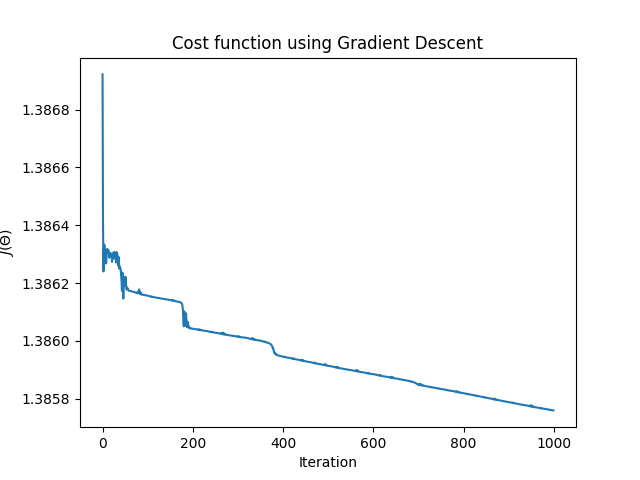 Cost function using Gradient Descent
J(Θ)
1.3868
1.3866
1.3864
1.3862
1.3860
1.3858
0 200 400 600 800 1000
Iteration